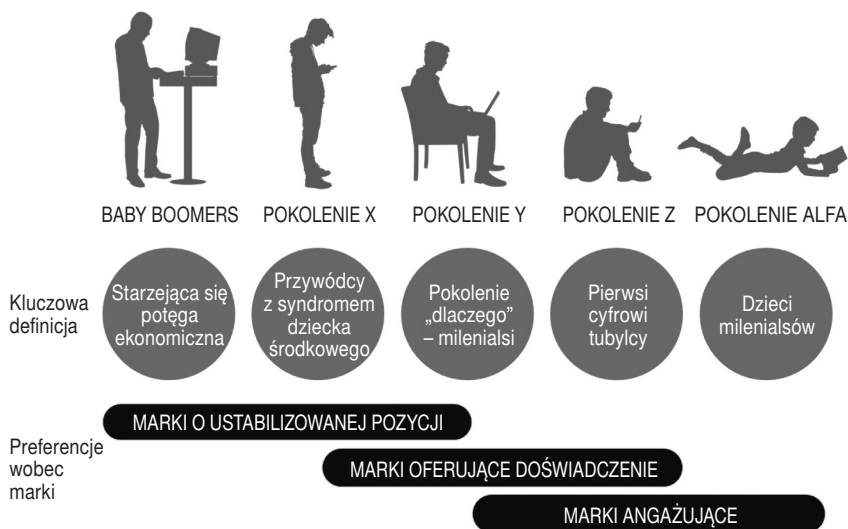 BABY BOOMERS
POKOLENIE X
POKOLENIE Y
POKOLENIE Z
POKOLENIE ALFA
Kluczowa
definicja
Starzejąca się
potęga
ekonomiczna
Przywódcy
z syndromem
dziecka
środkowego
Pokolenie
„dlaczego”
– milenialsi
Pierwsi
cyfrowi
tubylcy
Dzieci
milenialsów
Preferencje
wobec
marki
MARKI O USTABILIZOWANEJ POZYCJI
MARKI OFERUJĄCE DOŚWIADCZENIE
MARKI ANGAŻUJĄCE